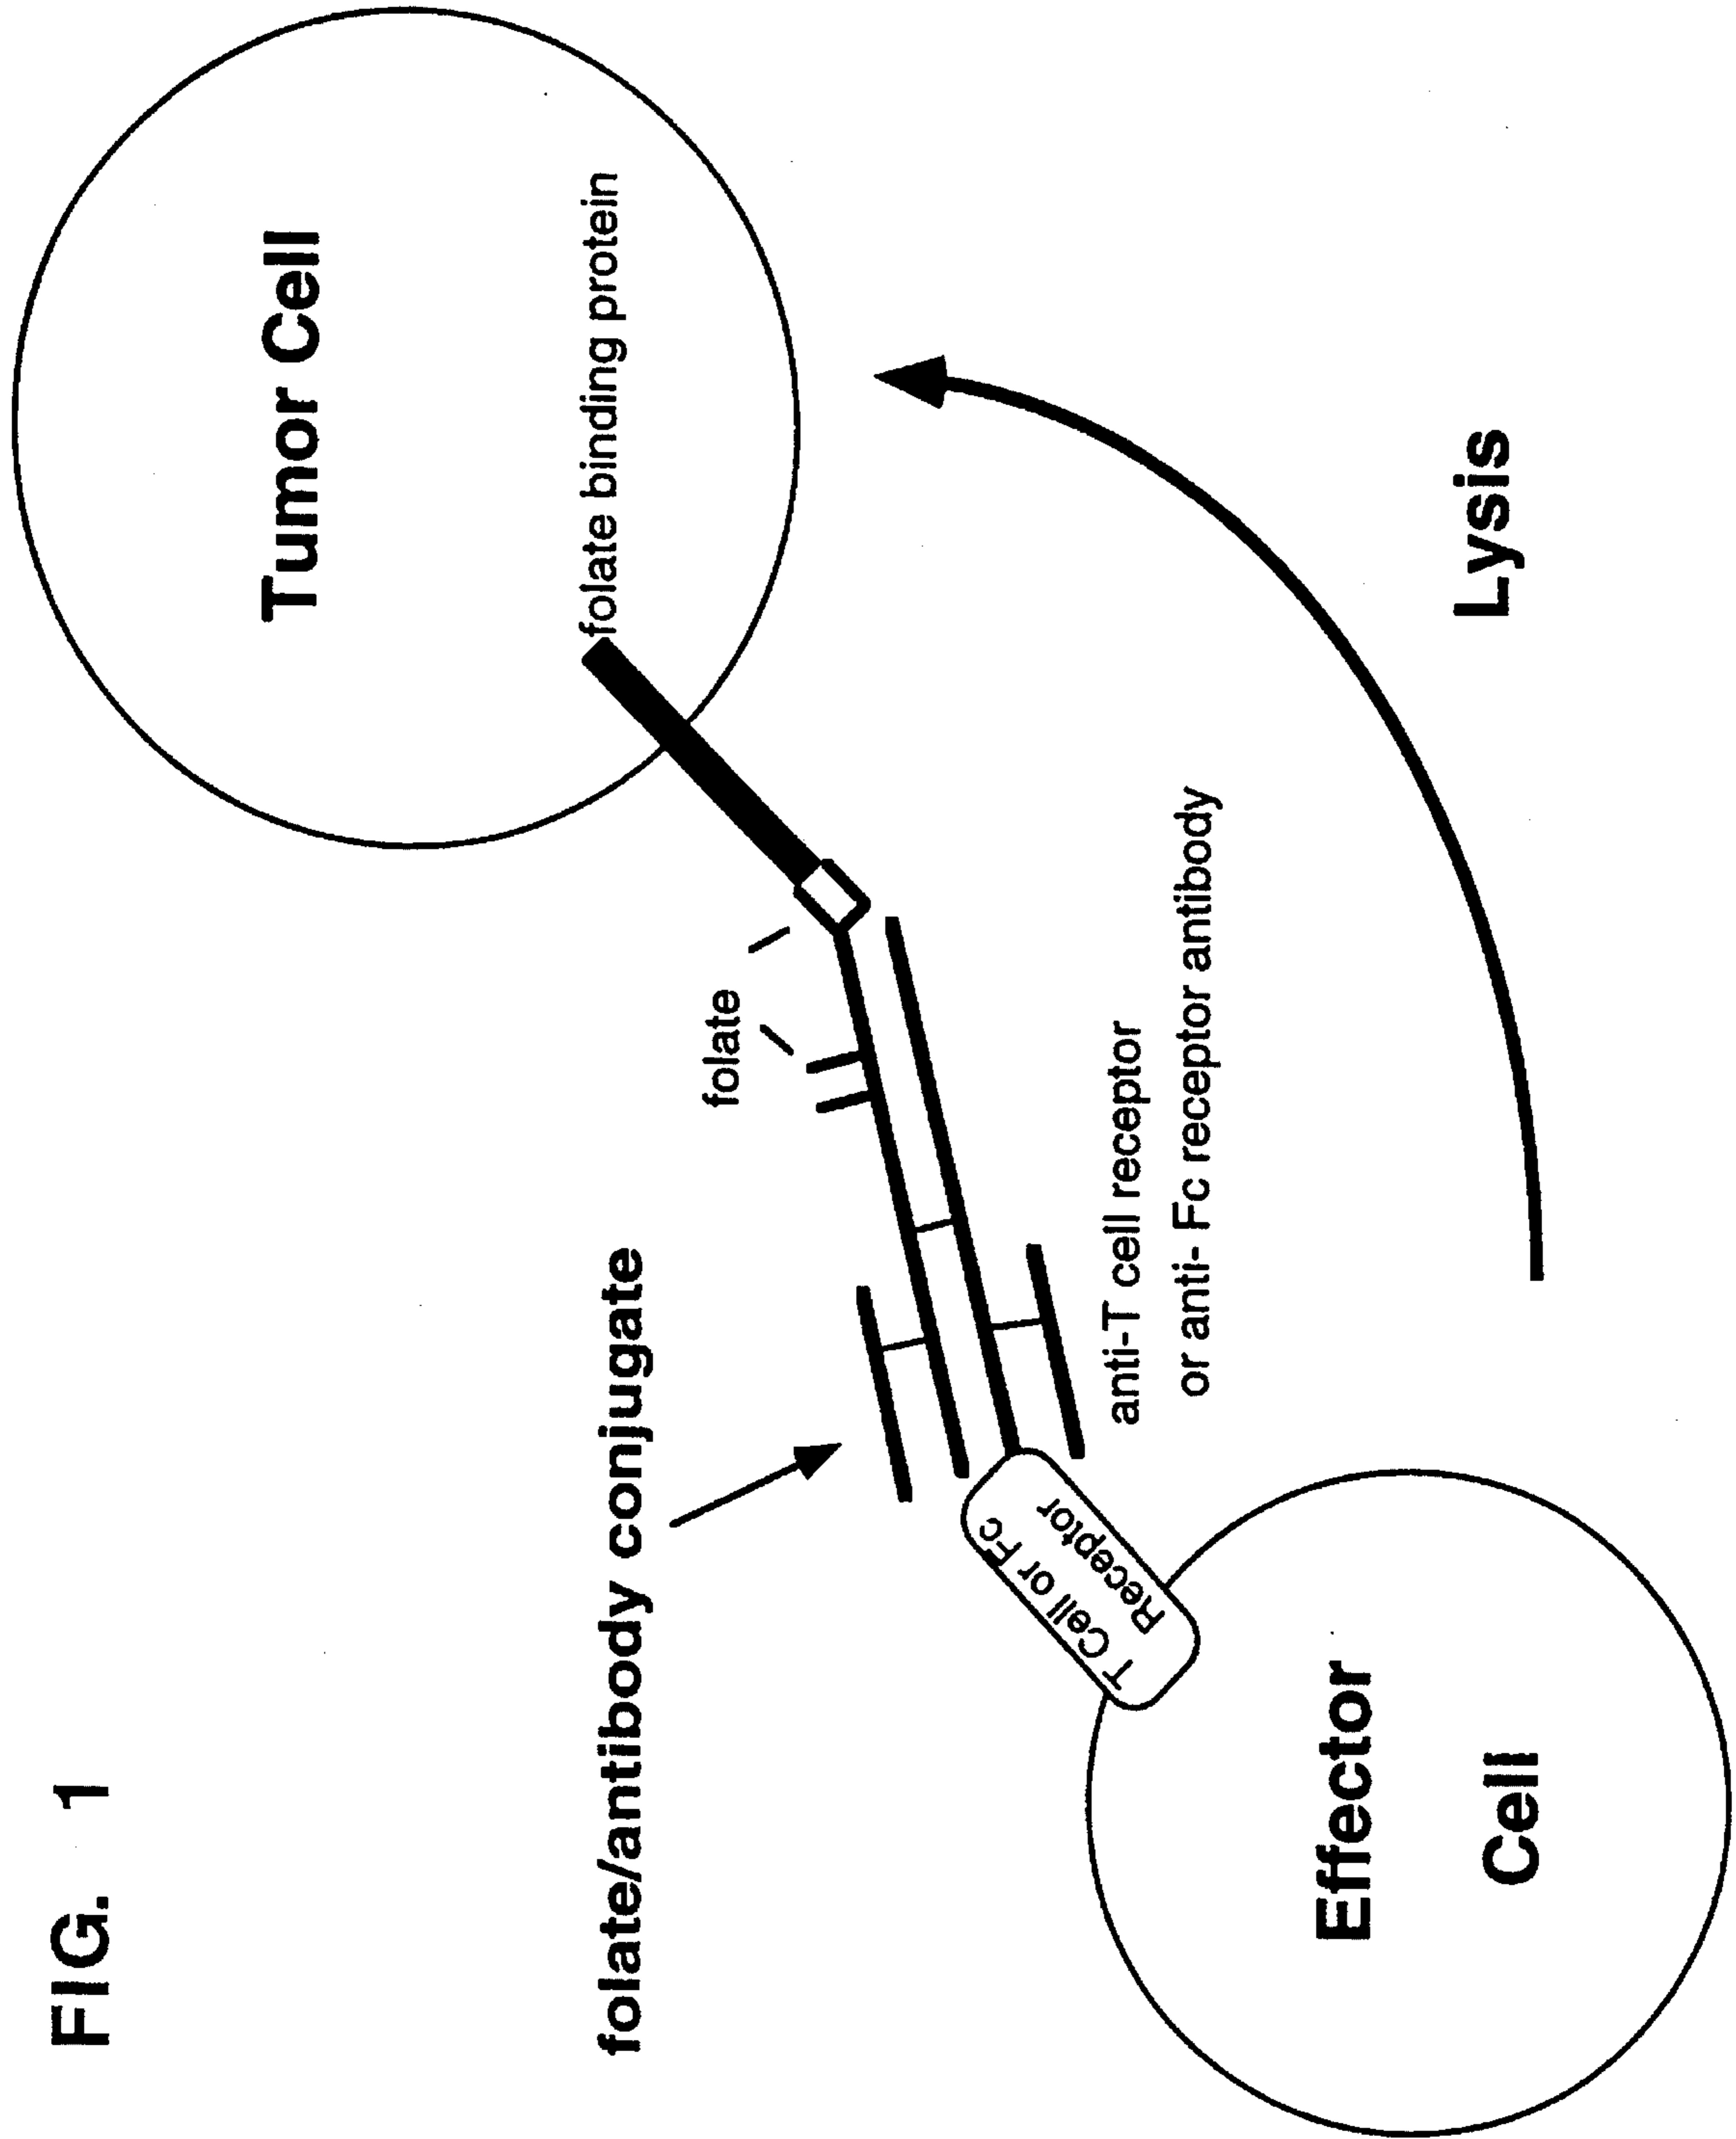 FIG. 1
Tumor Cell
folate binding protein
folate/antibody conjugate
folate
anti-T cell receptor
or anti- Fc receptor antibody
T Cell or Fc
Receptor
Effector
Cell
Lysis